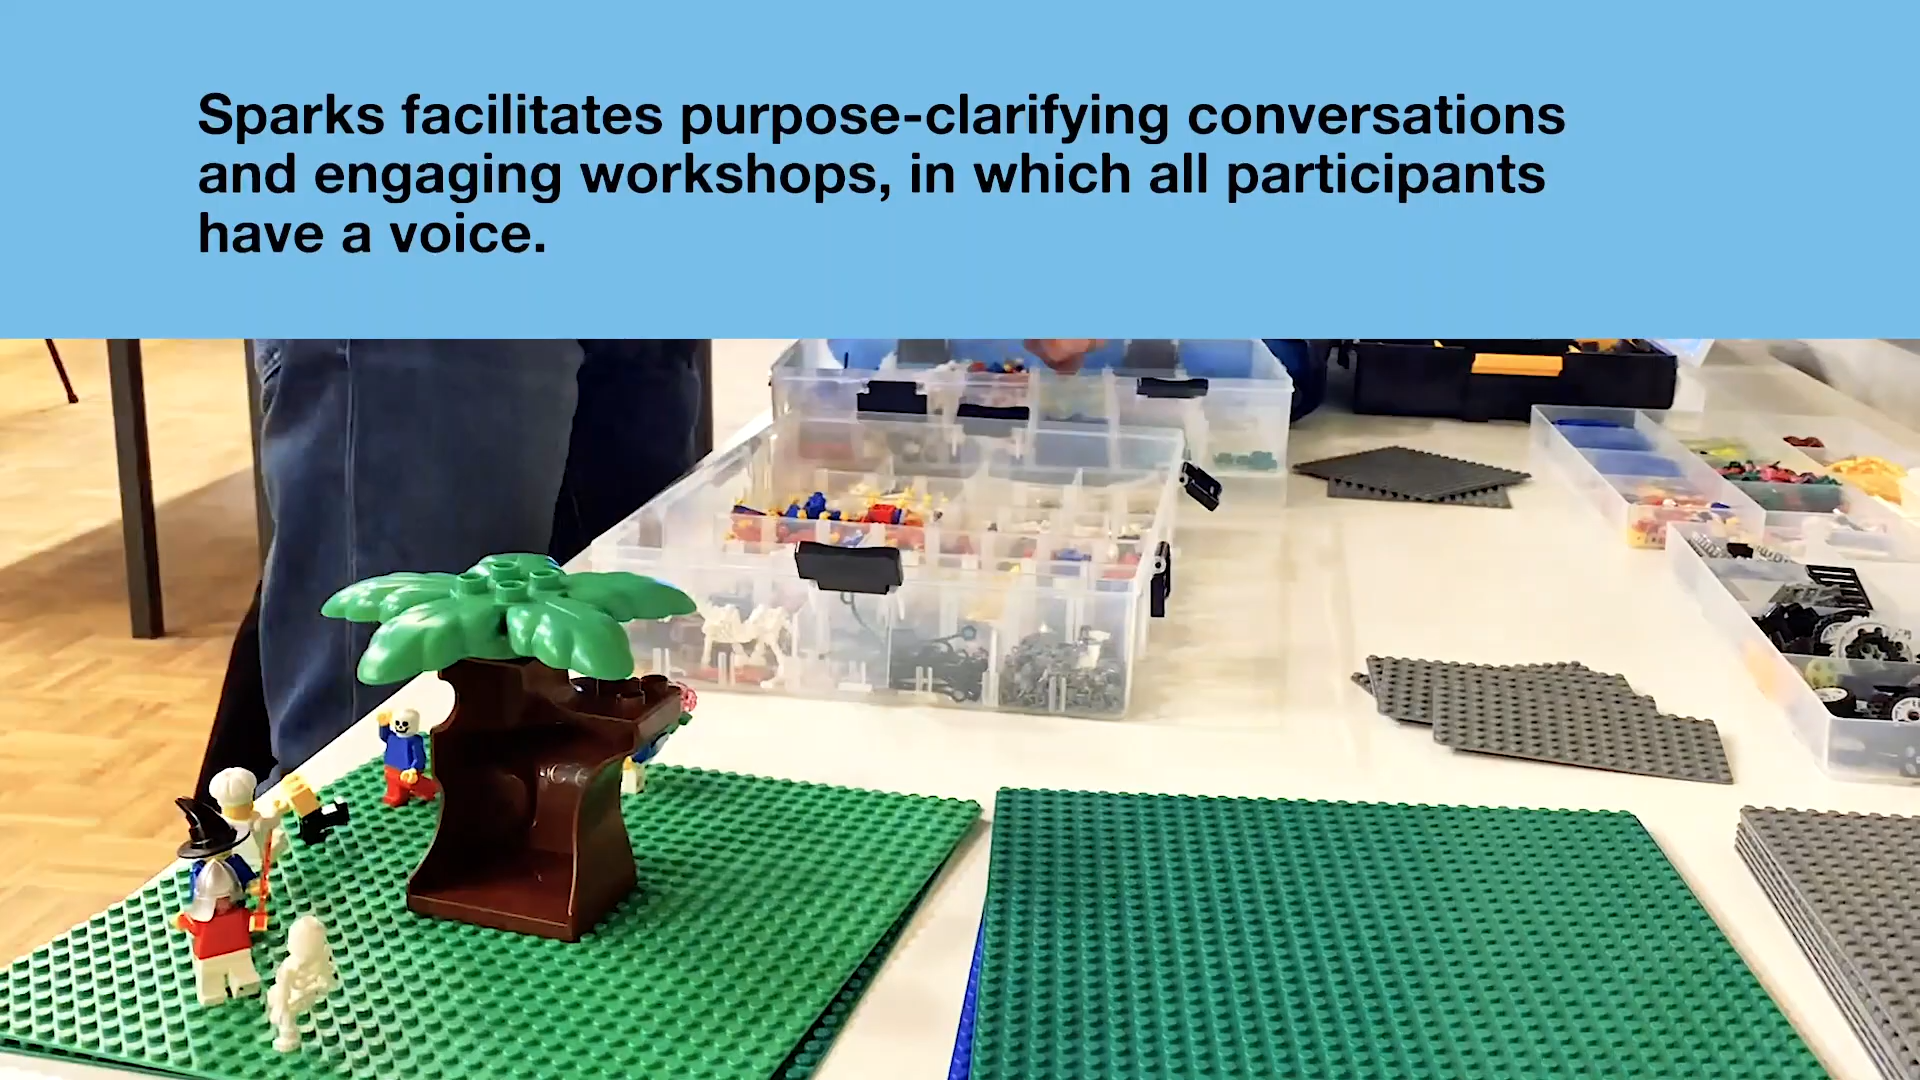 Sparks facilitates purpose-clarifying conversations
and engaging workshops, in which all participants
have a voice.